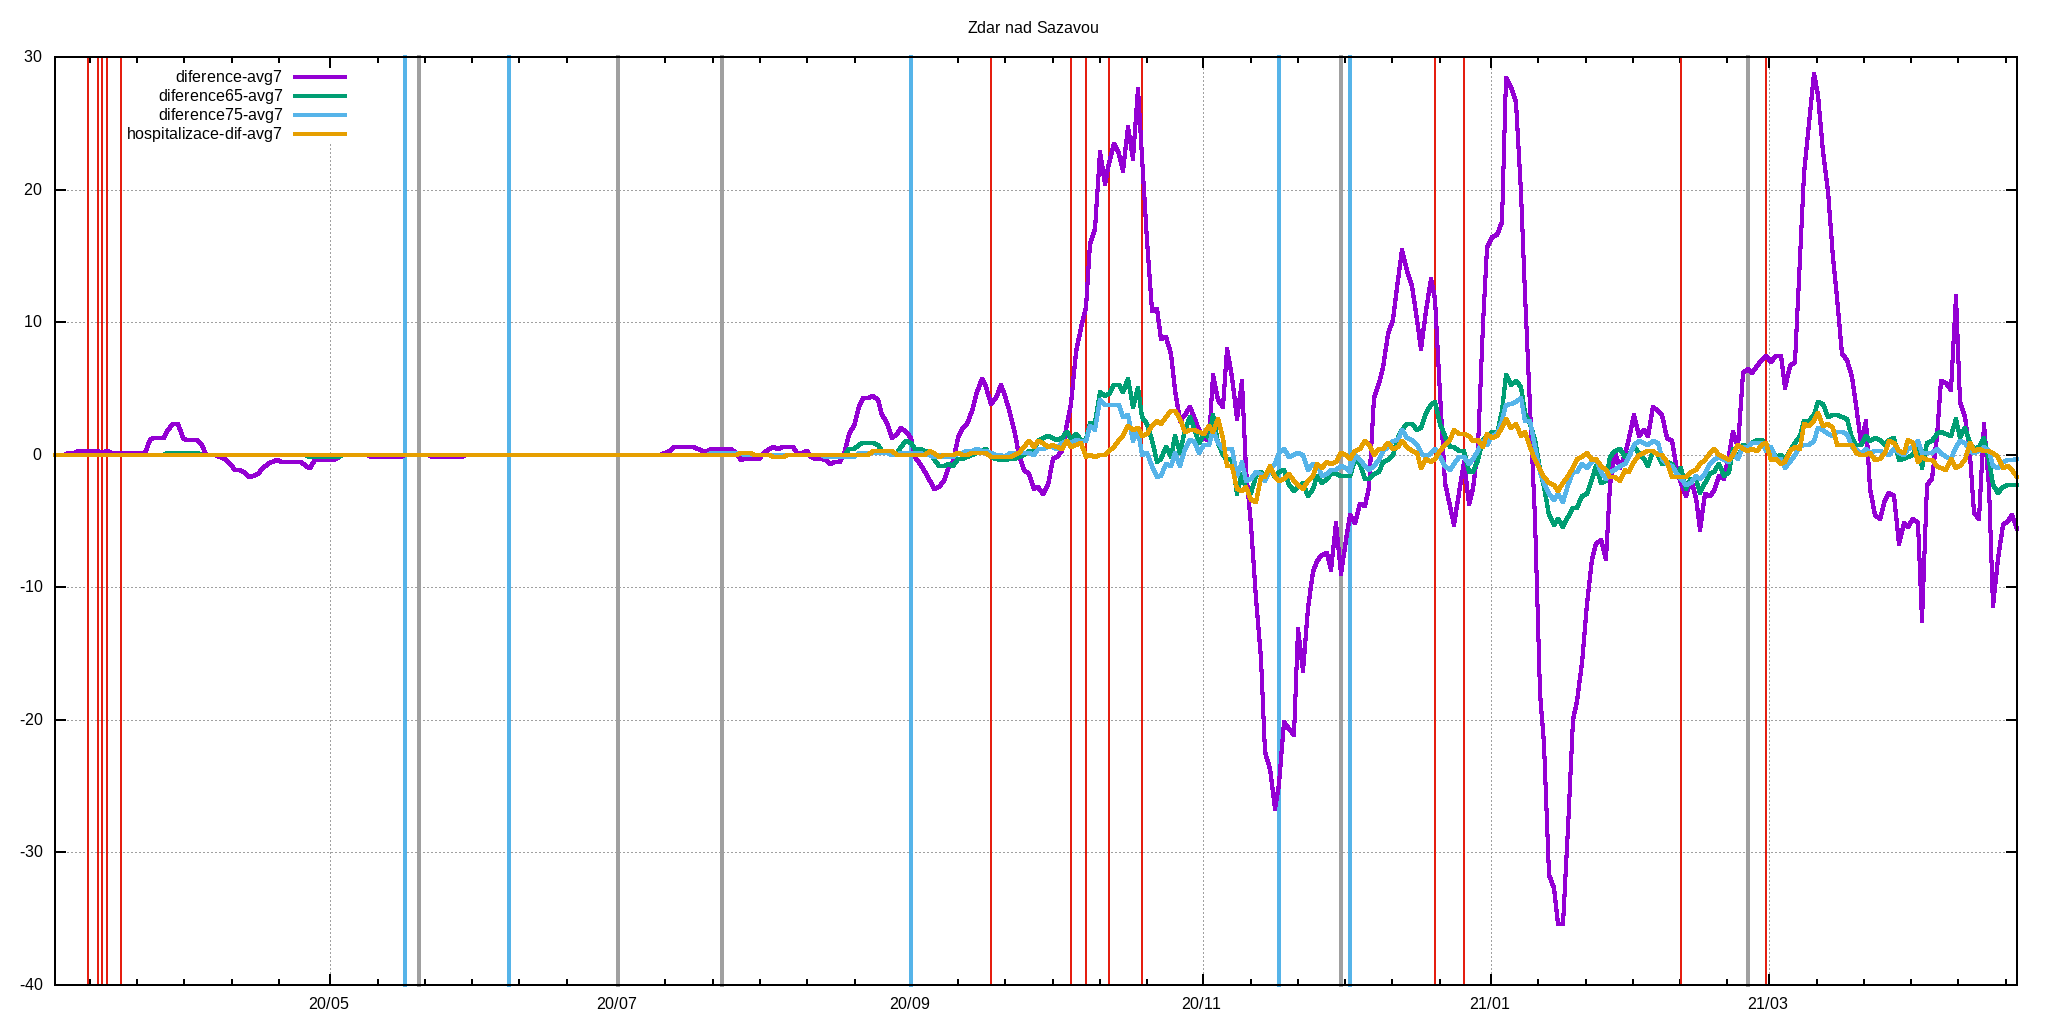 Zdar nad Sazavou
diference-avg7
diference65-avg7
diference75-avg7
hospitalizace-dif-avg7
30
20
10
0
-10
-20
-30
-40
20/05 20/07 20/09 20/11 21/01 21/03